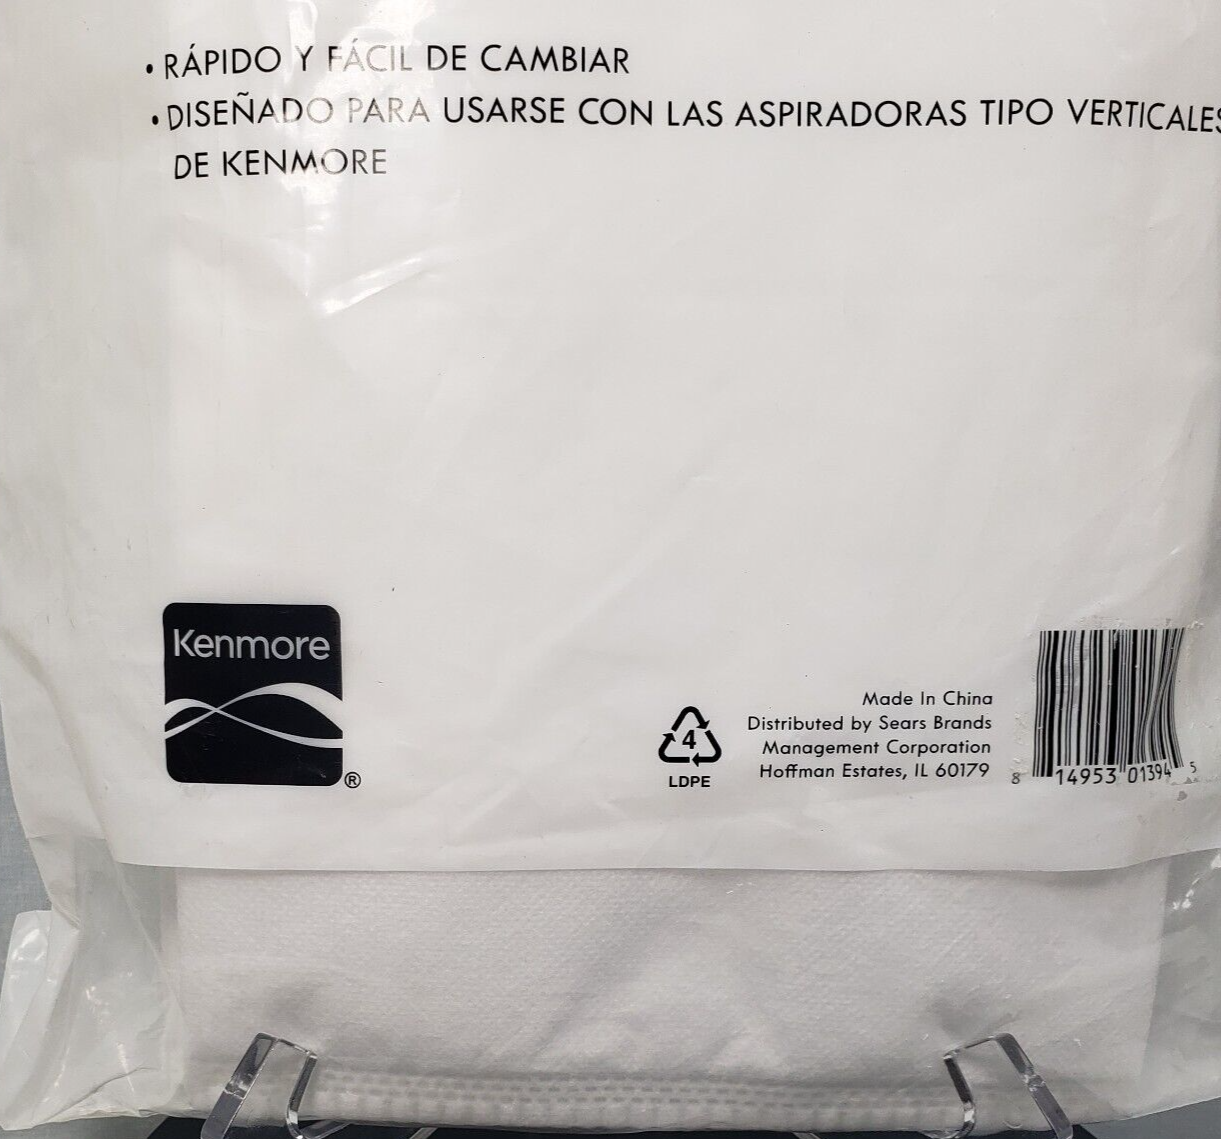 • RÁPIDO Y FÁCIL DE CAMBIAR
• DISEÑADO PARA USARSE CON LAS ASPIRADORAS TIPO VERTICALES
DE KENMORE
Kenmore
®
4
LDPE
Made In China
Distributed by Sears Brands
Management Corporation
Hoffman Estates, IL 60179
8 14953 01394 5